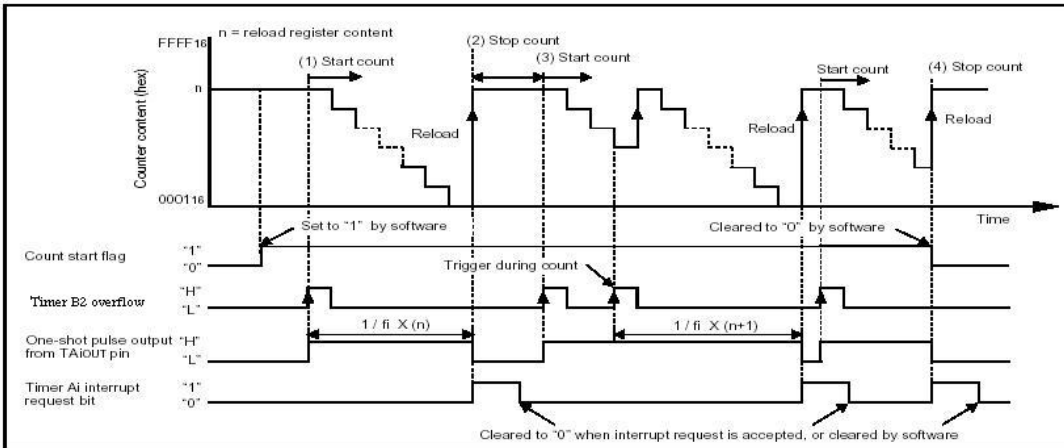 n = reload register content
FFFF16
(1) Start count
(2) Stop count
(3) Start count
Start count
(4) Stop count
n
Counter content (hex)
Reload
Reload
Reload
000116
Time
Set to "1" by software
Cleared to "0" by software
Count start flag
"1"
"0"
Trigger during count
Timer B2 overflow
"H"
"L"
1 / fi X (n)
1 / fi X (n+1)
One-shot pulse output
from TAiOUT pin
"H"
"L"
Timer Ai interrupt
request bit
"1"
"0"
Cleared to "0" when interrupt request is accepted, or cleared by software